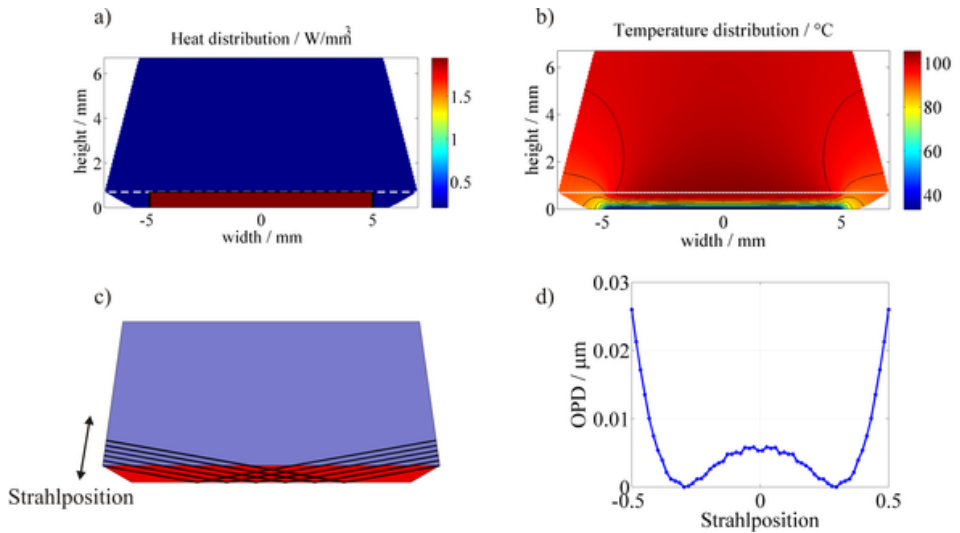 a)
Heat distribution / W/mm³
height / mm
6
4
2
0
-5
0
5
width / mm
1.5
1
0.5
b)
Temperature distribution / °C
height / mm
6
4
2
0
-5
0
5
width / mm
100
80
60
40
c)
Strahlposition
d)
OPD / μm
0.03
0.02
0.01
0
-0.5
0
0.5
Strahlposition